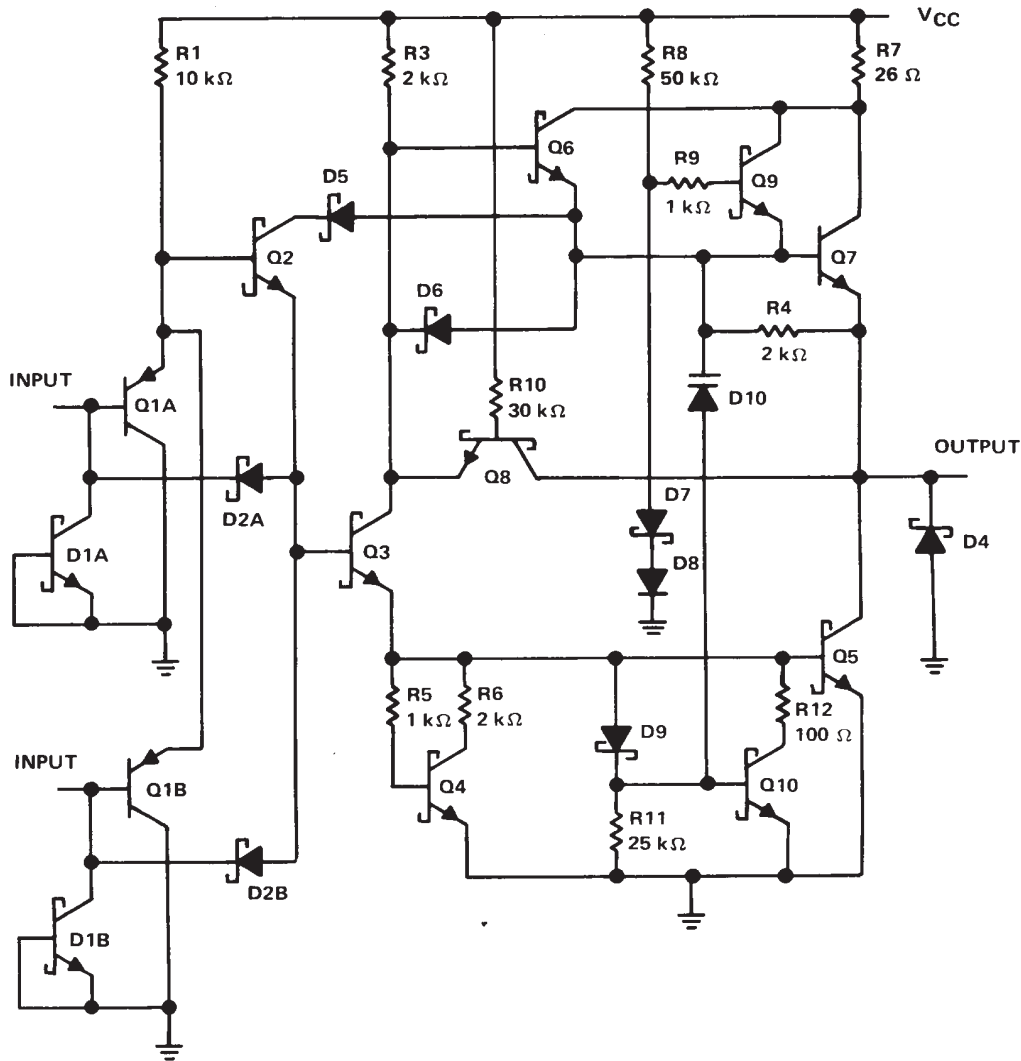 VCC
R1
10 kΩ
R3
2 kΩ
R8
50 kΩ
R7
26 Ω
Q6
R9
1 kΩ
Q9
D5
Q2
Q7
D6
R4
2 kΩ
INPUT
Q1A
R10
30 kΩ
D10
OUTPUT
Q8
D2A
D7
D1A
Q3
D8
D4
Q5
R5
1 kΩ
R6
2 kΩ
D9
R12
100 Ω
INPUT
Q1B
Q4
Q10
R11
25 kΩ
D2B
D1B